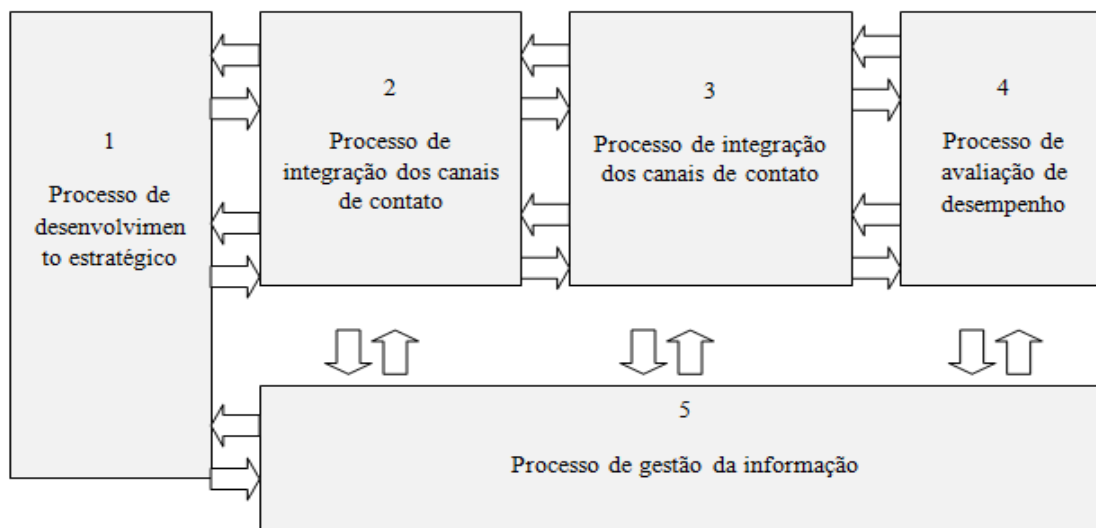 1
Processo de
desenvolvimen
to estratégico
2
Processo de
integração dos canais
de contato
3
Processo de integração
dos canais de contato
4
Processo de
avaliação de
desempenho
5
Processo de gestão da informação